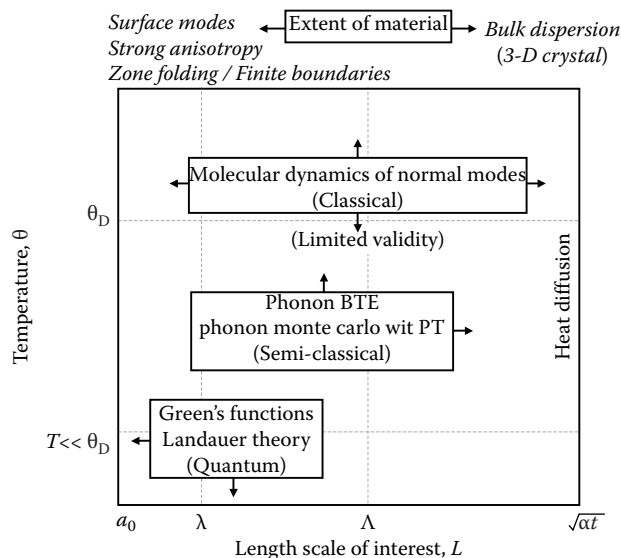 Surface modes
Strong anisotropy
Zone folding / Finite boundaries
Extent of material
Bulk dispersion
(3-D crystal)
Molecular dynamics of normal modes
(Classical)
θD
(Limited validity)
Temperature, θ
Heat diffusion
Phonon BTE
phonon monte carlo wit PT
(Semi-classical)
Green's functions
Landauer theory
(Quantum)
T<< θD
a0
λ
Λ
√αt
Length scale of interest, L